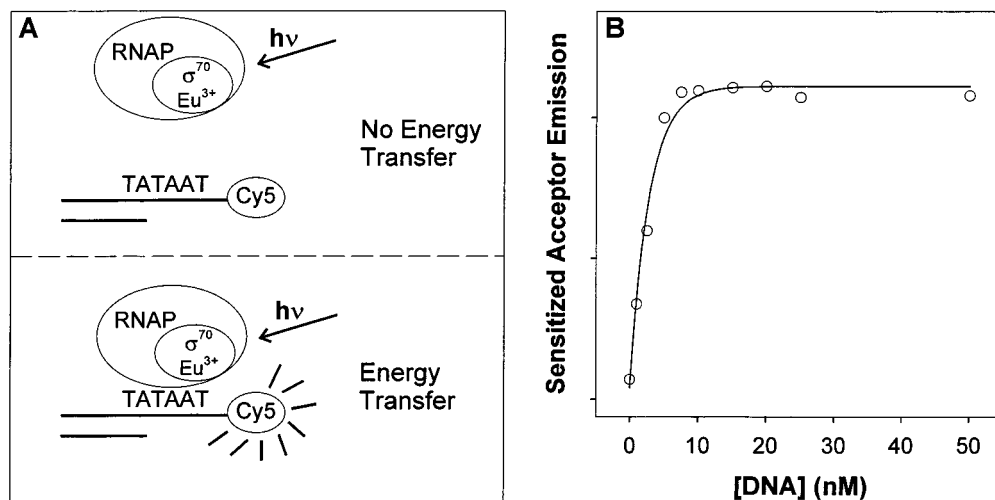 A
RNAP
hν
σ70
Eu3+
No Energy
Transfer
TATAAT
Cy5
RNAP
hν
σ70
Eu3+
Energy
Transfer
TATAAT
Cy5
B
Sensitized Acceptor Emission
0 10 20 30 40 50
[DNA] (nM)